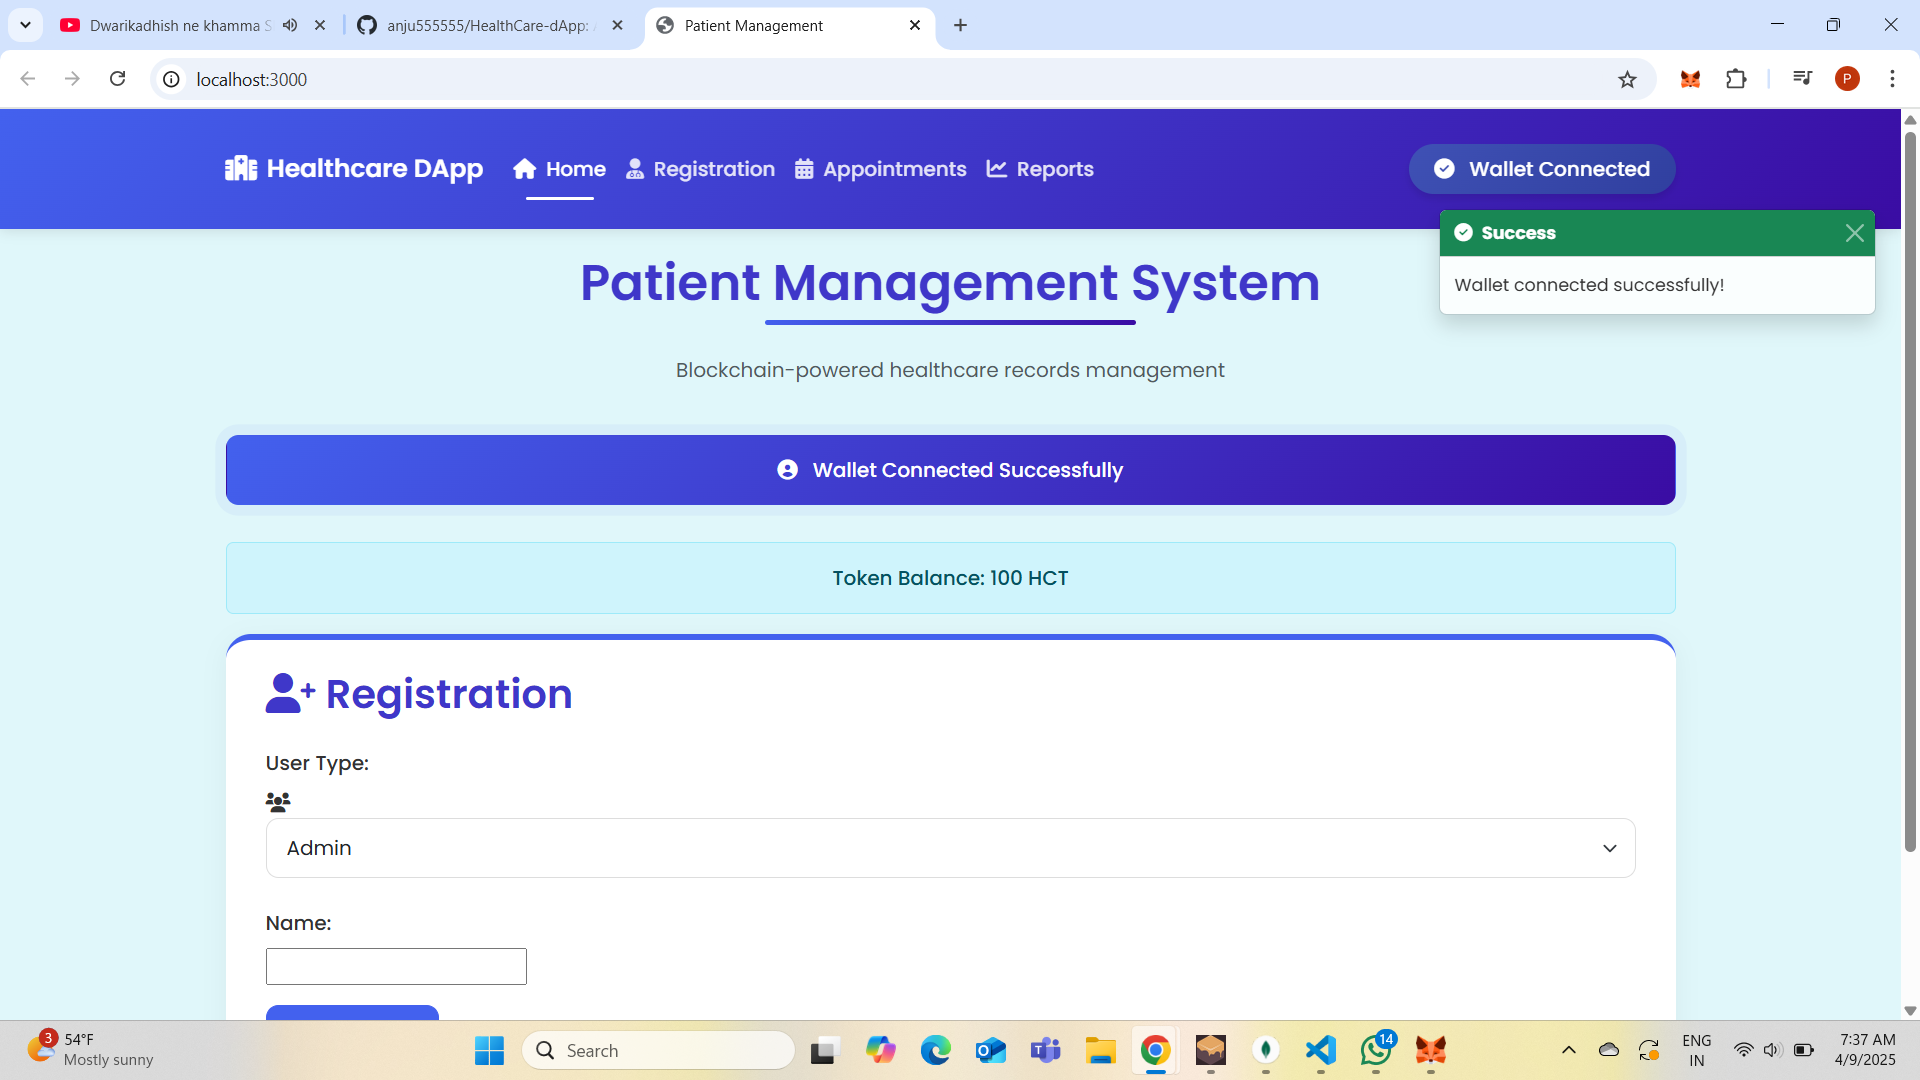 Dwarikadhish ne khamma S
anju555555/HealthCare-dApp: A
Patient Management
localhost:3000
P
Healthcare DApp
Home
Registration
Appointments
Reports
Wallet Connected
Success
Wallet connected successfully!
Patient Management System
Blockchain-powered healthcare records management
Wallet Connected Successfully
Token Balance: 100 HCT
Registration
User Type:
Admin
Name:
3
54°F
Mostly sunny
Search
14
ENG
IN
7:37 AM
4/9/2025